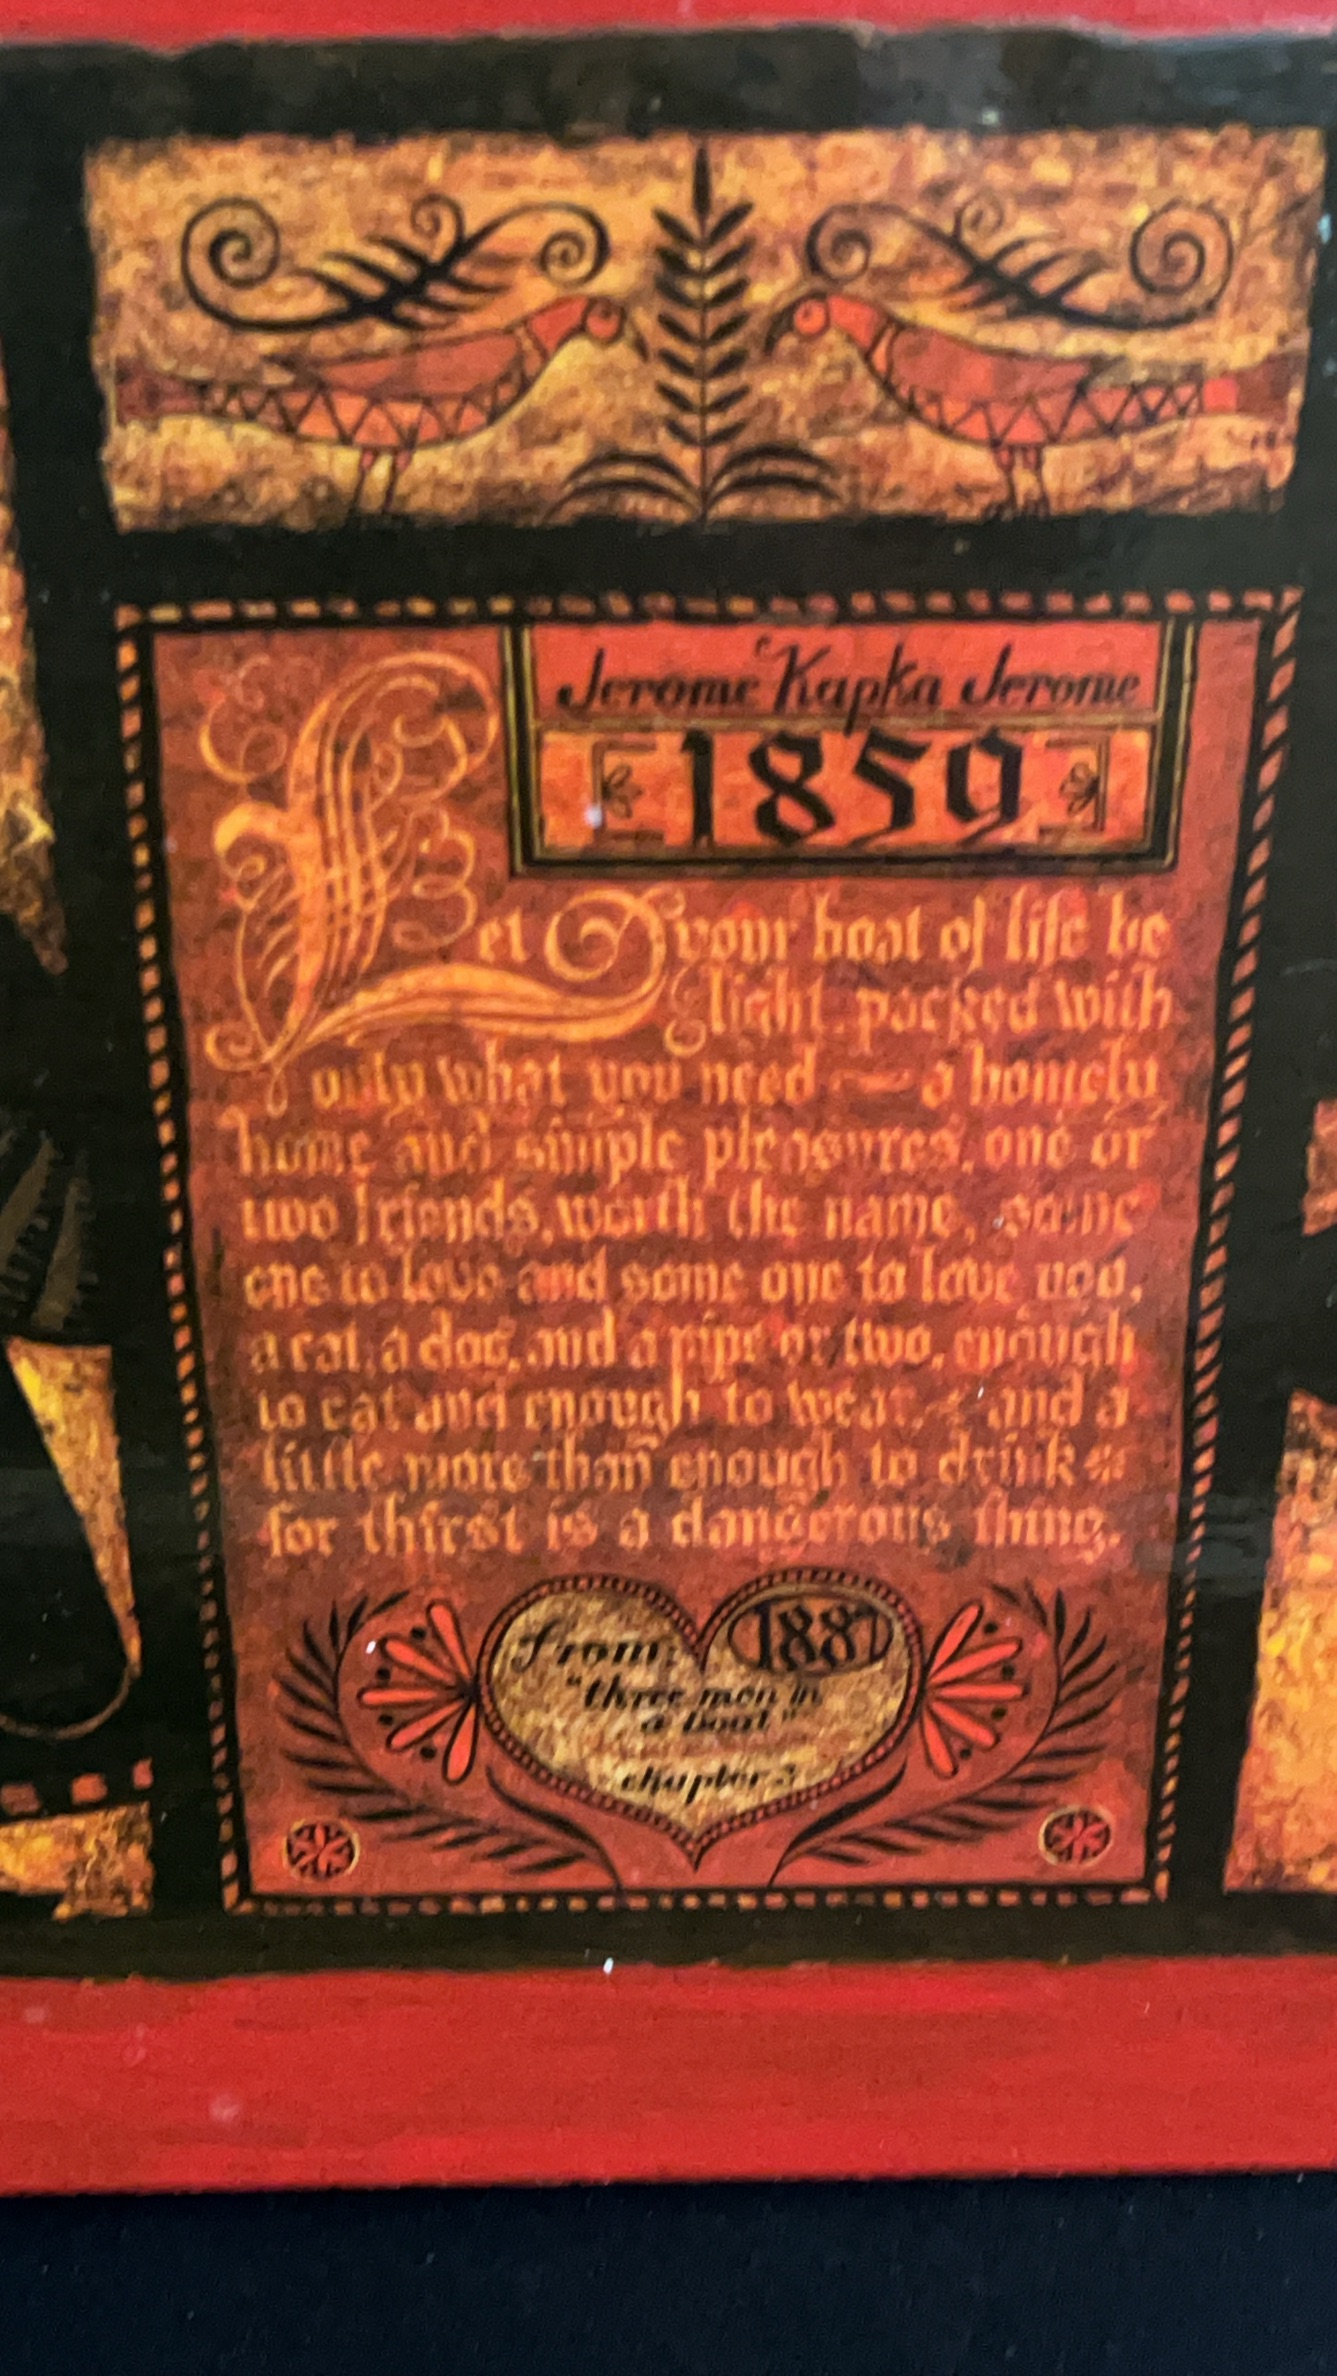 Jerome Kapka Jerome
1859
Let your boat of life be
light, packed with
only what you need — a homely
home and simple pleasures, one or
two friends, worth the name, some
one to love and some one to love you,
a cat, a dog, and a pipe or two, enough
to eat and enough to wear, and a
little more than enough to drink
for thirst is a dangerous thing.
From: 1887
"three men in
a boat"
chapter 3